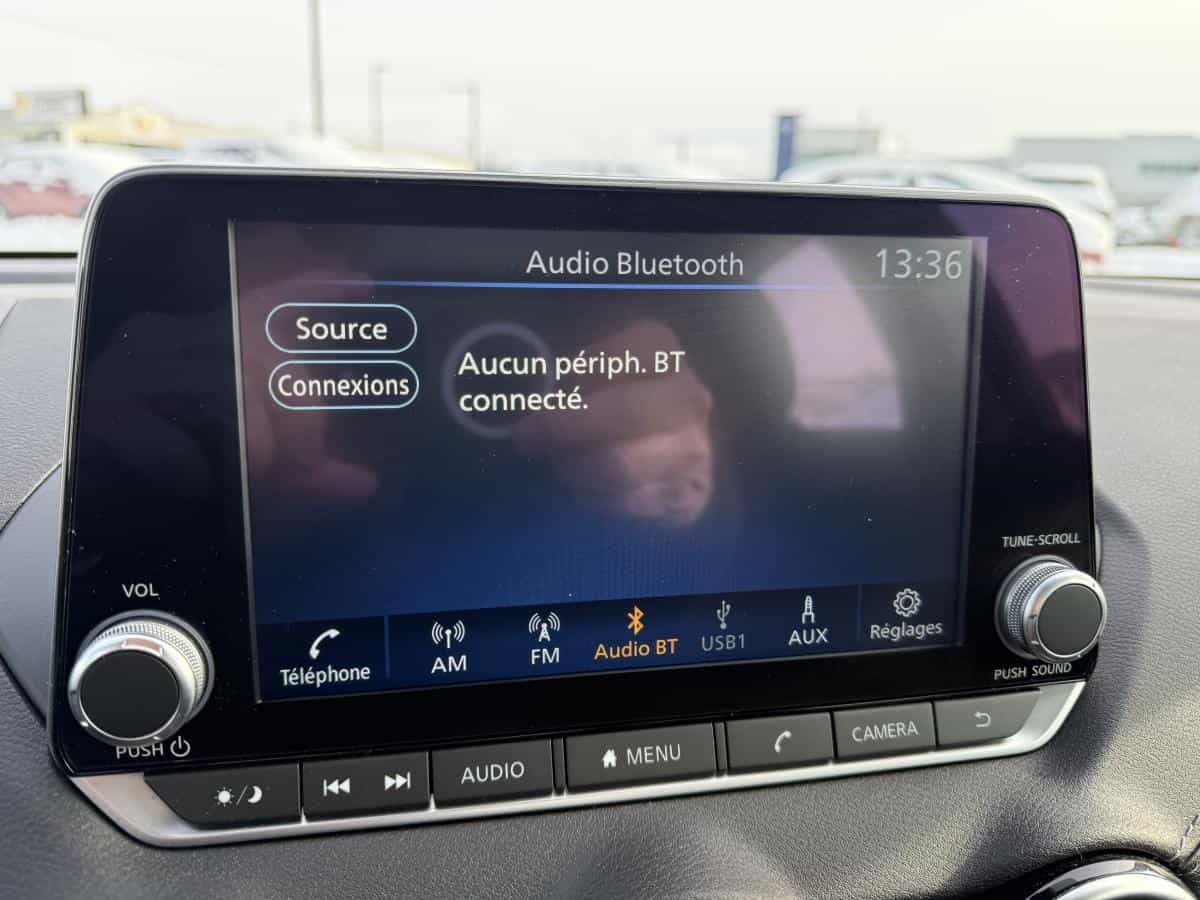 Audio Bluetooth
13:36
Source
Connexions
Aucun périph. BT
connecté.
Téléphone
AM
FM
Audio BT
USB1
AUX
Réglages
VOL
PUSH
TUNE·SCROLL
PUSH SOUND
AUDIO
MENU
CAMERA